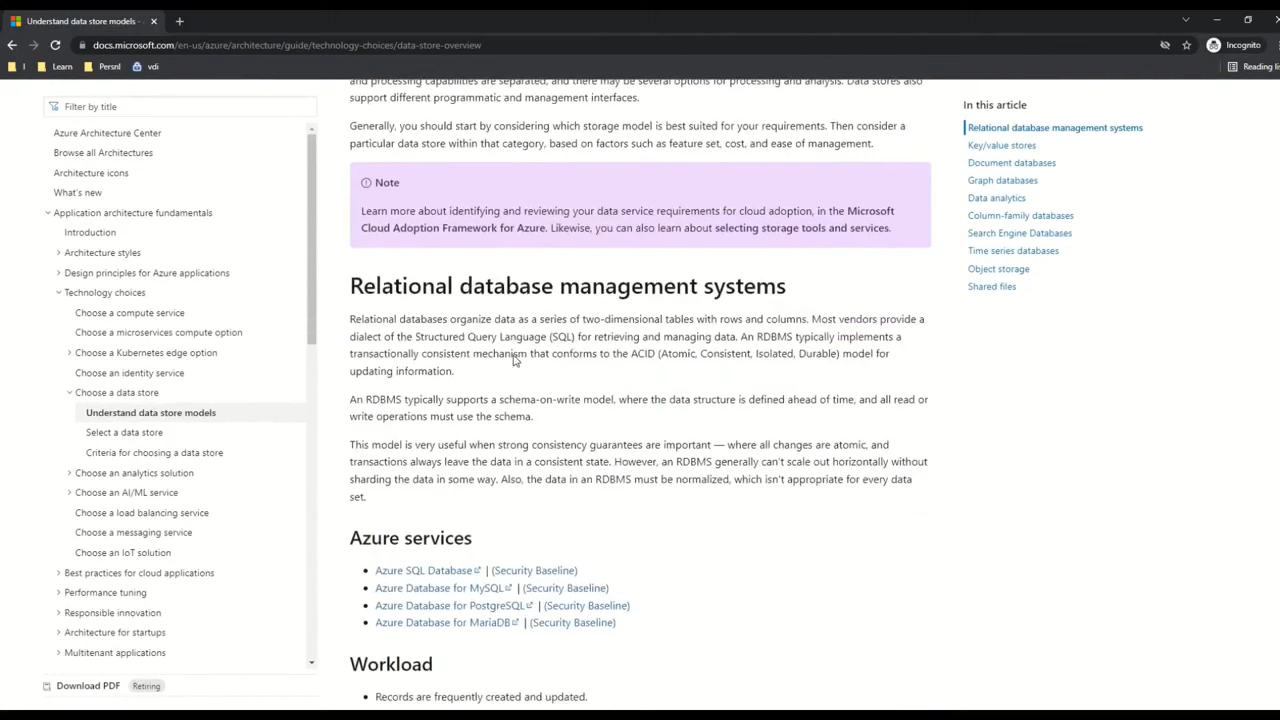 Understand data store models -
docs.microsoft.com/en-us/azure/architecture/guide/technology-choices/data-store-overview
Incognito
I
Learn
Persnl
vdi
Reading lis
Filter by title
Azure Architecture Center
Browse all Architectures
Architecture icons
What's new
Application architecture fundamentals
Introduction
Architecture styles
Design principles for Azure applications
Technology choices
Choose a compute service
Choose a microservices compute option
Choose a Kubernetes edge option
Choose an identity service
Choose a data store
Understand data store models
Select a data store
Criteria for choosing a data store
Choose an analytics solution
Choose an AI/ML service
Choose a load balancing service
Choose a messaging service
Choose an IoT solution
Best practices for cloud applications
Performance tuning
Responsible innovation
Architecture for startups
Multitenant applications
Download PDF Retiring
and processing capabilities are separated, and there may be several options for processing and analysis. Data stores also
support different programmatic and management interfaces.
Generally, you should start by considering which storage model is best suited for your requirements. Then consider a
particular data store within that category, based on factors such as feature set, cost, and ease of management.
Note
Learn more about identifying and reviewing your data service requirements for cloud adoption, in the Microsoft
Cloud Adoption Framework for Azure. Likewise, you can also learn about selecting storage tools and services.
Relational database management systems
Relational databases organize data as a series of two-dimensional tables with rows and columns. Most vendors provide a
dialect of the Structured Query Language (SQL) for retrieving and managing data. An RDBMS typically implements a
transactionally consistent mechanism that conforms to the ACID (Atomic, Consistent, Isolated, Durable) model for
updating information.
An RDBMS typically supports a schema-on-write model, where the data structure is defined ahead of time, and all read or
write operations must use the schema.
This model is very useful when strong consistency guarantees are important — where all changes are atomic, and
transactions always leave the data in a consistent state. However, an RDBMS generally can't scale out horizontally without
sharding the data in some way. Also, the data in an RDBMS must be normalized, which isn't appropriate for every data
set.
Azure services
Azure SQL Database | (Security Baseline)
Azure Database for MySQL | (Security Baseline)
Azure Database for PostgreSQL | (Security Baseline)
Azure Database for MariaDB | (Security Baseline)
Workload
Records are frequently created and updated.
In this article
Relational database management systems
Key/value stores
Document databases
Graph databases
Data analytics
Column-family databases
Search Engine Databases
Time series databases
Object storage
Shared files